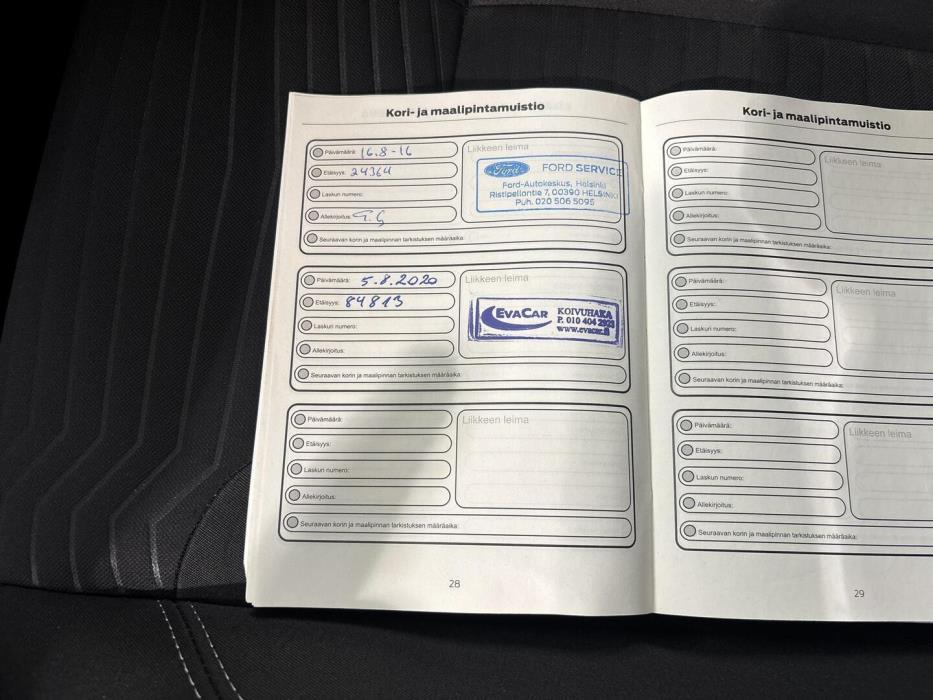 Kori- ja maalipintamuistio
Päivämäärä: 16.8-16
Etäisyys: 24364
Laskun numero:
Allekirjoitus:
Seuraavan korin ja maalipinnan tarkistuksen määräaika:
Liikkeen leima
Ford FORD SERVICE
Ford-Autokeskus, Helsinki
Ristipellontie 7, 00390 HELSINKI
Puh. 020 506 5095
Päivämäärä: 5.8.2020
Etäisyys: 84813
Laskun numero:
Allekirjoitus:
Seuraavan korin ja maalipinnan tarkistuksen määräaika:
Liikkeen leima
EVACAR
KOIVUHAKA
P. 010 404 2923
www.evacar.fi
Päivämäärä:
Etäisyys:
Laskun numero:
Allekirjoitus:
Seuraavan korin ja maalipinnan tarkistuksen määräaika:
Liikkeen leima
28
Kori- ja maalipintamuistio
Päivämäärä:
Etäisyys:
Laskun numero:
Allekirjoitus:
Seuraavan korin ja maalipinnan tarkistuksen määräaika:
Liikkeen leima
Päivämäärä:
Etäisyys:
Laskun numero:
Allekirjoitus:
Seuraavan korin ja maalipinnan tarkistuksen määräaika:
Liikkeen leima
Päivämäärä:
Etäisyys:
Laskun numero:
Allekirjoitus:
Seuraavan korin ja maalipinnan tarkistuksen määräaika:
Liikkeen leima
29